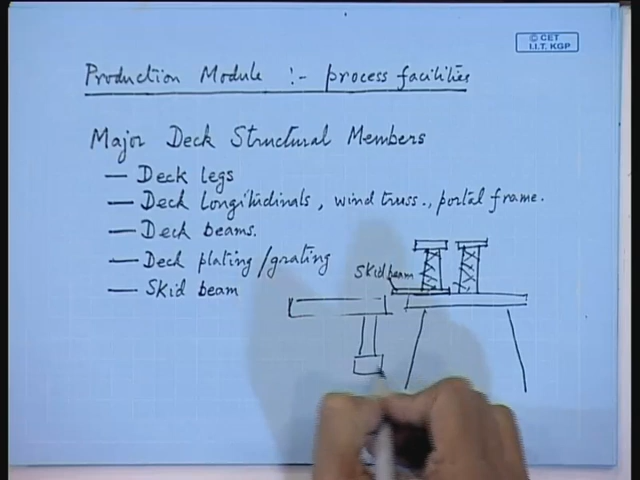 © CET
I.I.T. KGP
Production Module :- process facilities
Major Deck Structural Members
— Deck legs
— Deck longitudinals, wind truss., portal frame.
— Deck beams.
— Deck plating/grating
— Skid beam
Skid beam